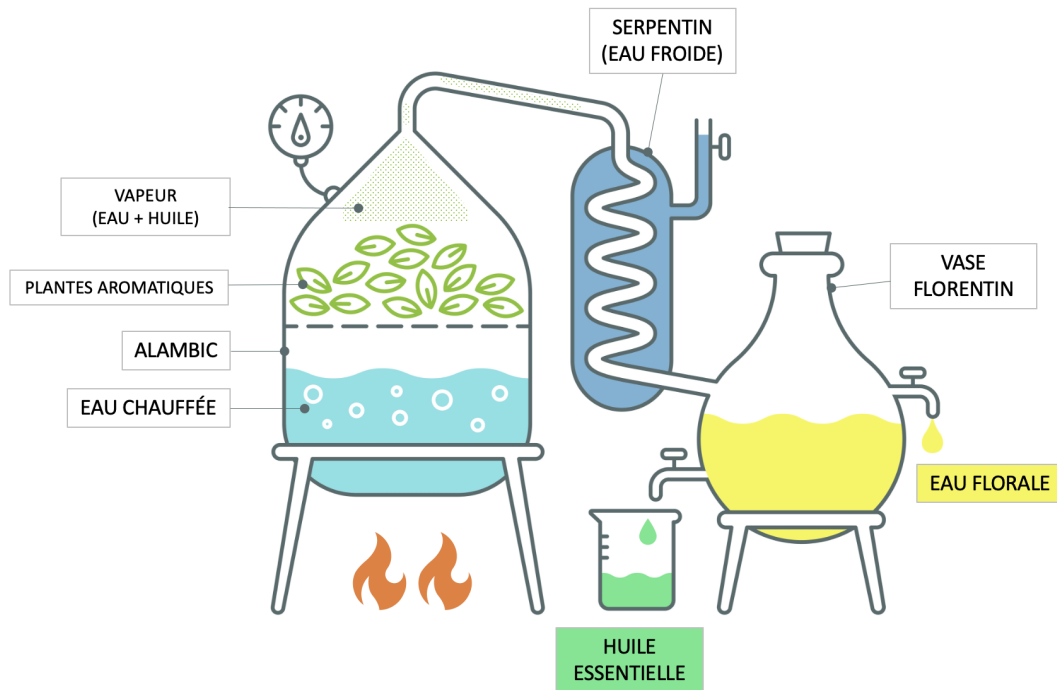 SERPENTIN
(EAU FROIDE)
VAPEUR
(EAU + HUILE)
PLANTES AROMATIQUES
VASE
FLORENTIN
ALAMBIC
EAU CHAUFFÉE
EAU FLORALE
HUILE
ESSENTIELLE